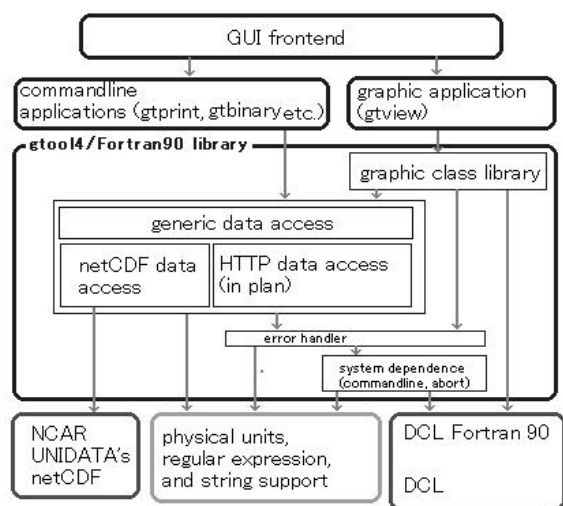 GUI frontend
commandline
applications (gtprint, gtbinary etc.)
graphic application
(gtview)
gtool4/Fortran90 library
graphic class library
generic data access
netCDF data
access
HTTP data access
(in plan)
error handler
system dependence
(commandline, abort)
NCAR
UNIDATA's
netCDF
physical units,
regular expression,
and string support
DCL Fortran 90
DCL